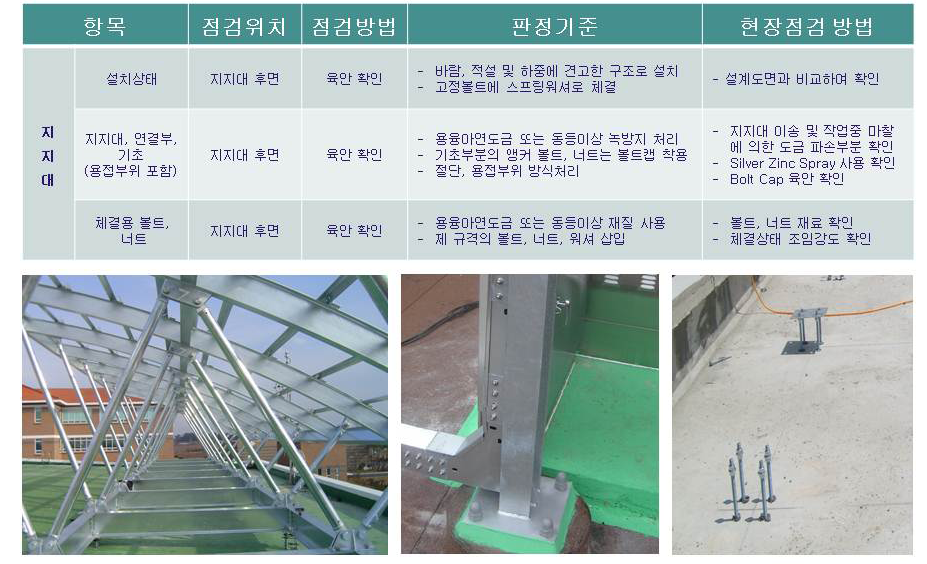 항목 점검위치 점검방법 판정기준 현장점검 방법
지
지
대
설치상태
지지대 후면
육안 확인
- 바람, 적설 및 하중에 견고한 구조로 설치
- 고정볼트에 스프링워셔로 체결
- 설계도면과 비교하여 확인
지지대, 연결부,
기초
(용접부위 포함)
지지대 후면
육안 확인
- 용융아연도금 또는 동등이상 녹방지 처리
- 기초부분의 앵커 볼트, 너트는 볼트캡 착용
- 절단, 용접부위 방식처리
- 지지대 이송 및 작업중 마찰
에 의한 도금 파손부분 확인
- Silver Zinc Spray 사용 확인
- Bolt Cap 육안 확인
체결용 볼트,
너트
지지대 후면
육안 확인
- 용융아연도금 또는 동등이상 재질 사용
- 제 규격의 볼트, 너트, 워셔 삽입
- 볼트, 너트 재료 확인
- 체결상태 조임강도 확인